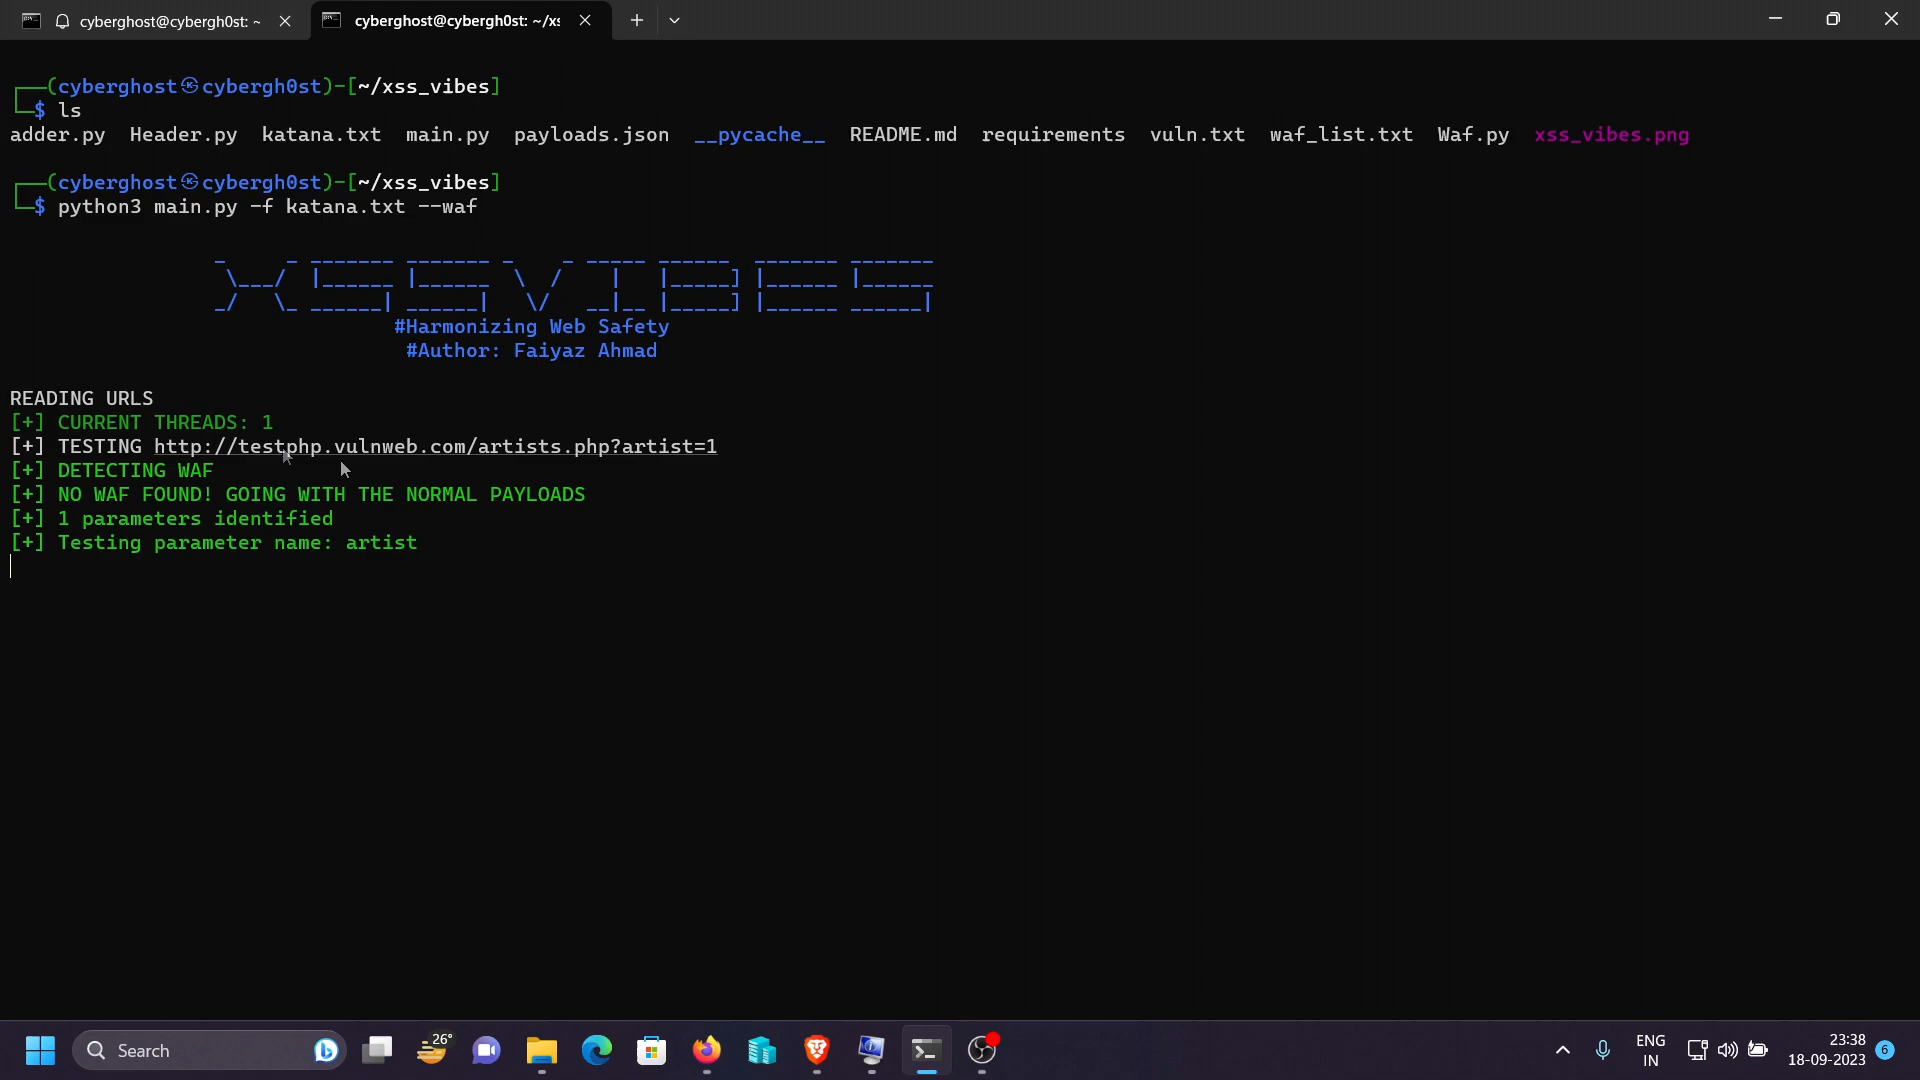 cyberghost@cybergh0st: ~
cyberghost@cybergh0st: ~/xs
┌──(cyberghost㉿cybergh0st)-[~/xss_vibes]
└─$ ls
adder.py  Header.py  katana.txt  main.py  payloads.json  __pycache__  README.md  requirements  vuln.txt  waf_list.txt  Waf.py  xss_vibes.png
┌──(cyberghost㉿cybergh0st)-[~/xss_vibes]
└─$ python3 main.py -f katana.txt --waf
XSSVIBES
#Harmonizing Web Safety
#Author: Faiyaz Ahmad
READING URLS
[+] CURRENT THREADS: 1
[+] TESTING http://testphp.vulnweb.com/artists.php?artist=1
[+] DETECTING WAF
[+] NO WAF FOUND! GOING WITH THE NORMAL PAYLOADS
[+] 1 parameters identified
[+] Testing parameter name: artist
Search
26°
ENG
IN
23:38
18-09-2023
6